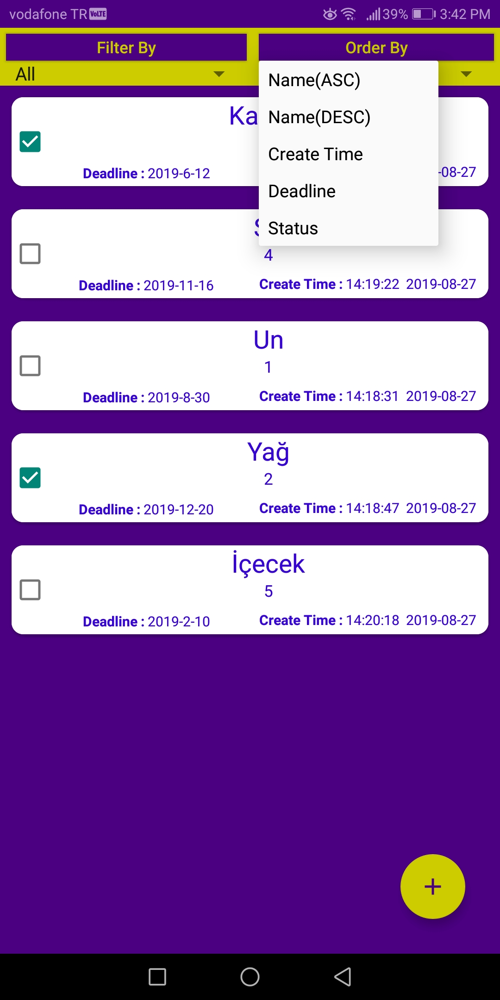 vodafone TR VoLTE 39% 3:42 PM
Filter By Order By
All
Name(ASC)
Name(DESC)
Create Time
Deadline
Status
Deadline : 2019-6-12 -08-27
4
Deadline : 2019-11-16 Create Time : 14:19:22 2019-08-27
Un
1
Deadline : 2019-8-30 Create Time : 14:18:31 2019-08-27
Yağ
2
Deadline : 2019-12-20 Create Time : 14:18:47 2019-08-27
İçecek
5
Deadline : 2019-2-10 Create Time : 14:20:18 2019-08-27
+